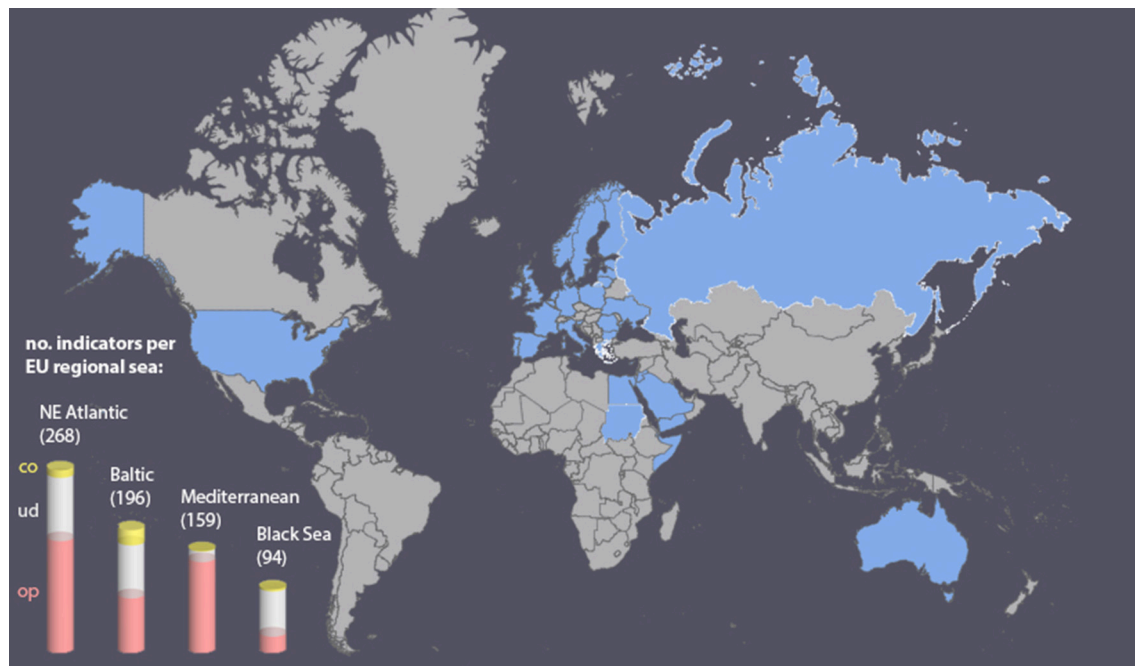 no. indicators per
EU regional sea:
NE Atlantic
(268)
co
ud
op
Baltic
(196)
Mediterranean
(159)
Black Sea
(94)